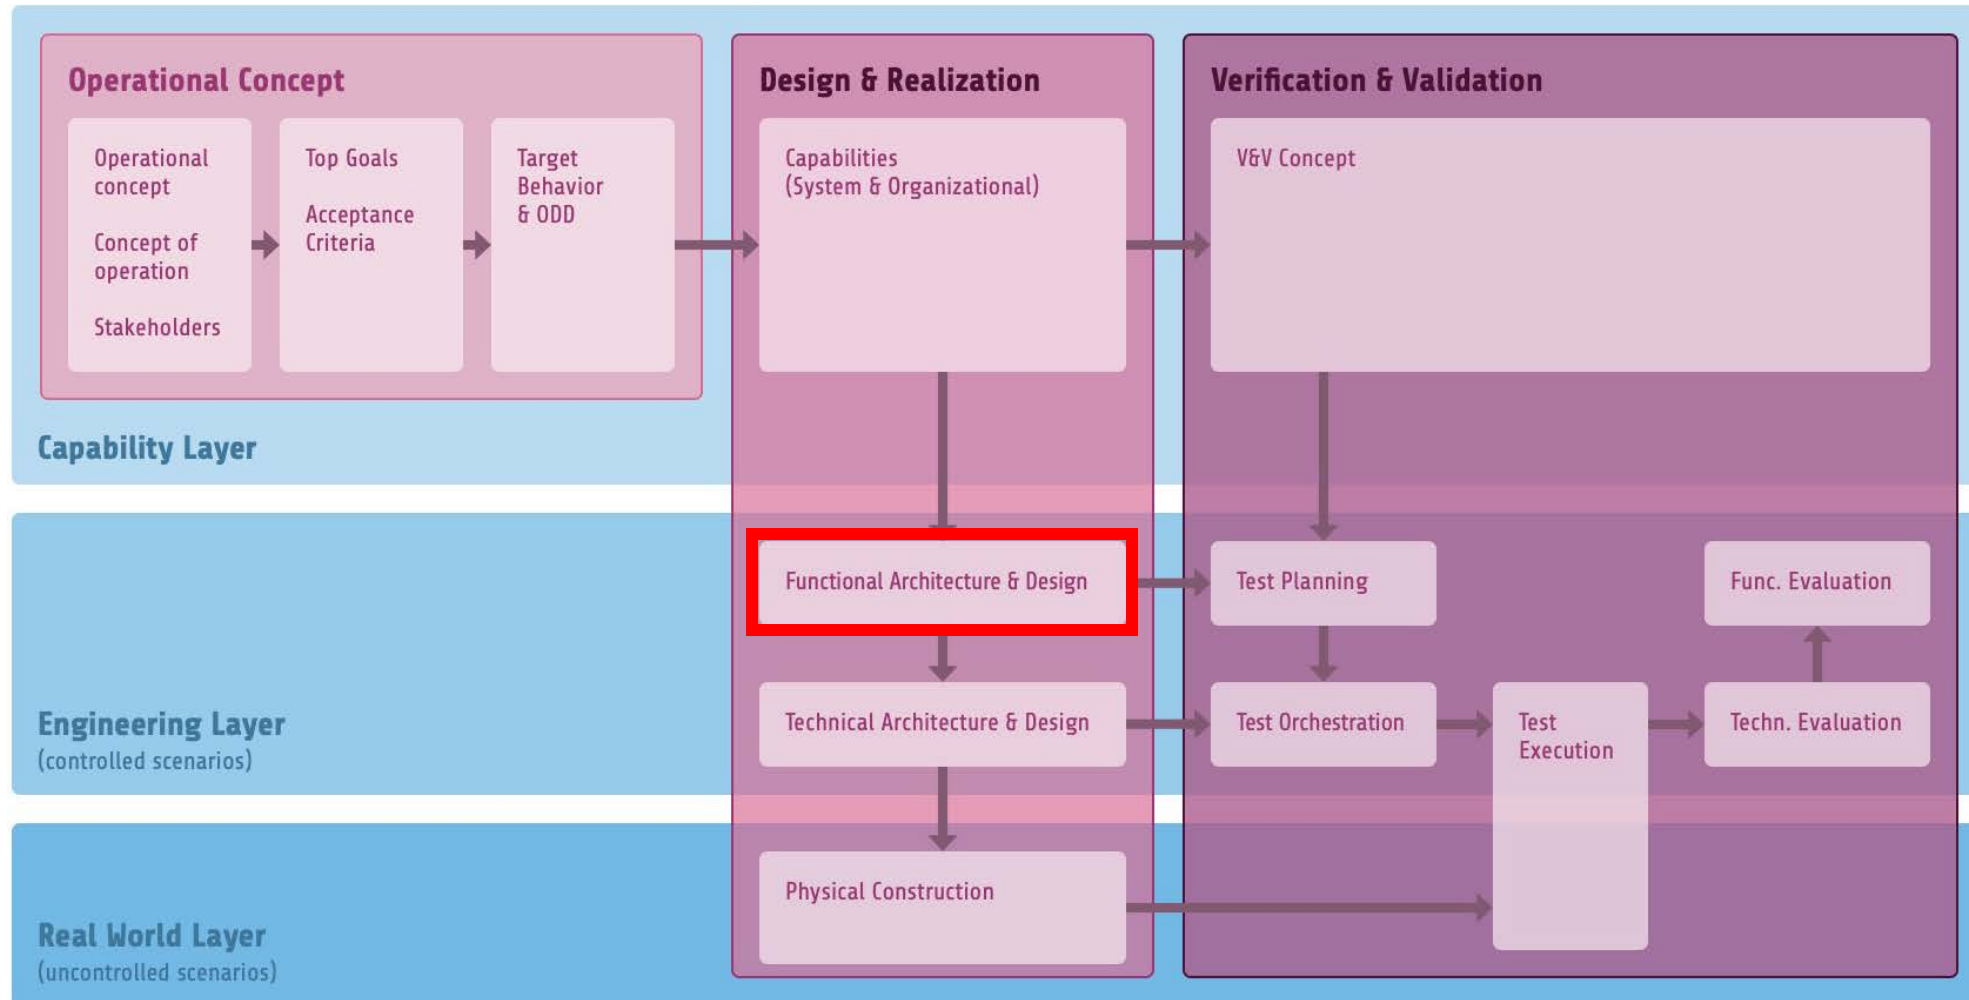 Operational Concept
Operational
concept
Concept of
operation
Stakeholders
Top Goals
Acceptance
Criteria
Target
Behavior
& ODD
Capability Layer
Design & Realization
Capabilities
(System & Organizational)
Verification & Validation
V&V Concept
Engineering Layer
(controlled scenarios)
Functional Architecture & Design
Test Planning
Func. Evaluation
Technical Architecture & Design
Test Orchestration
Test
Execution
Techn. Evaluation
Real World Layer
(uncontrolled scenarios)
Physical Construction